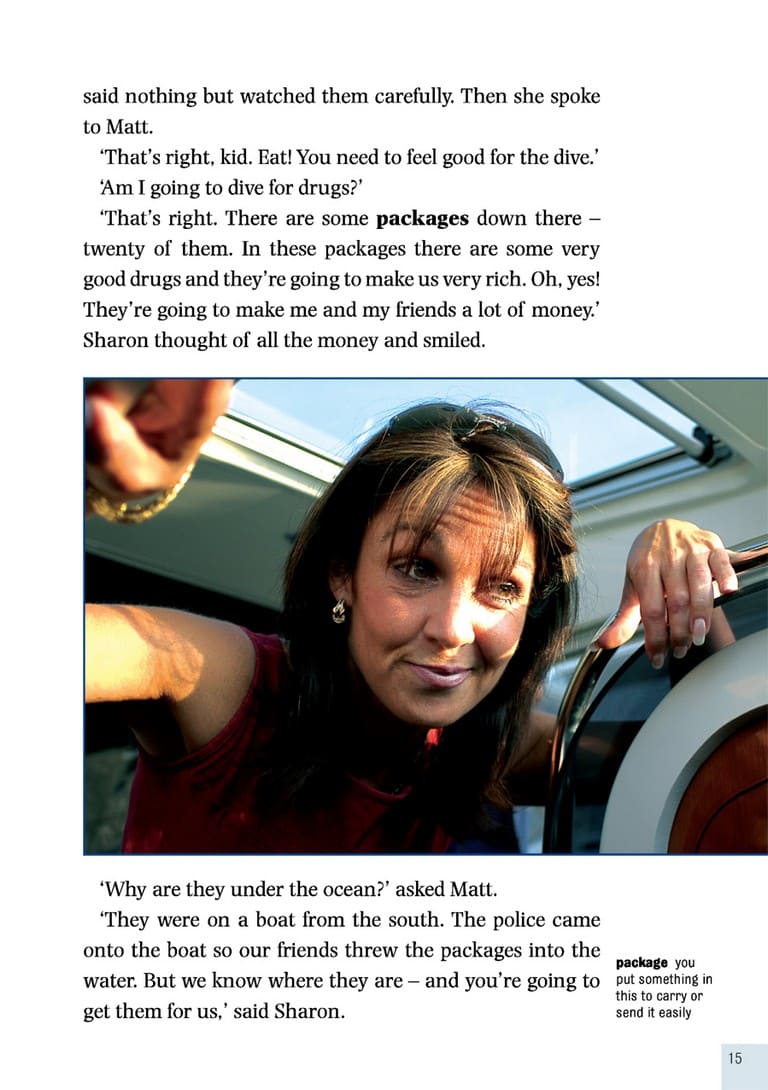 said nothing but watched them carefully. Then she spoke
to Matt.
‘That’s right, kid. Eat! You need to feel good for the dive.’
‘Am I going to dive for drugs?’
‘That’s right. There are some packages down there –
twenty of them. In these packages there are some very
good drugs and they’re going to make us very rich. Oh, yes!
They’re going to make me and my friends a lot of money.’
Sharon thought of all the money and smiled.
‘Why are they under the ocean?’ asked Matt.
‘They were on a boat from the south. The police came
onto the boat so our friends threw the packages into the
water. But we know where they are – and you’re going to
get them for us,’ said Sharon.
package you
put something in
this to carry or
send it easily
15